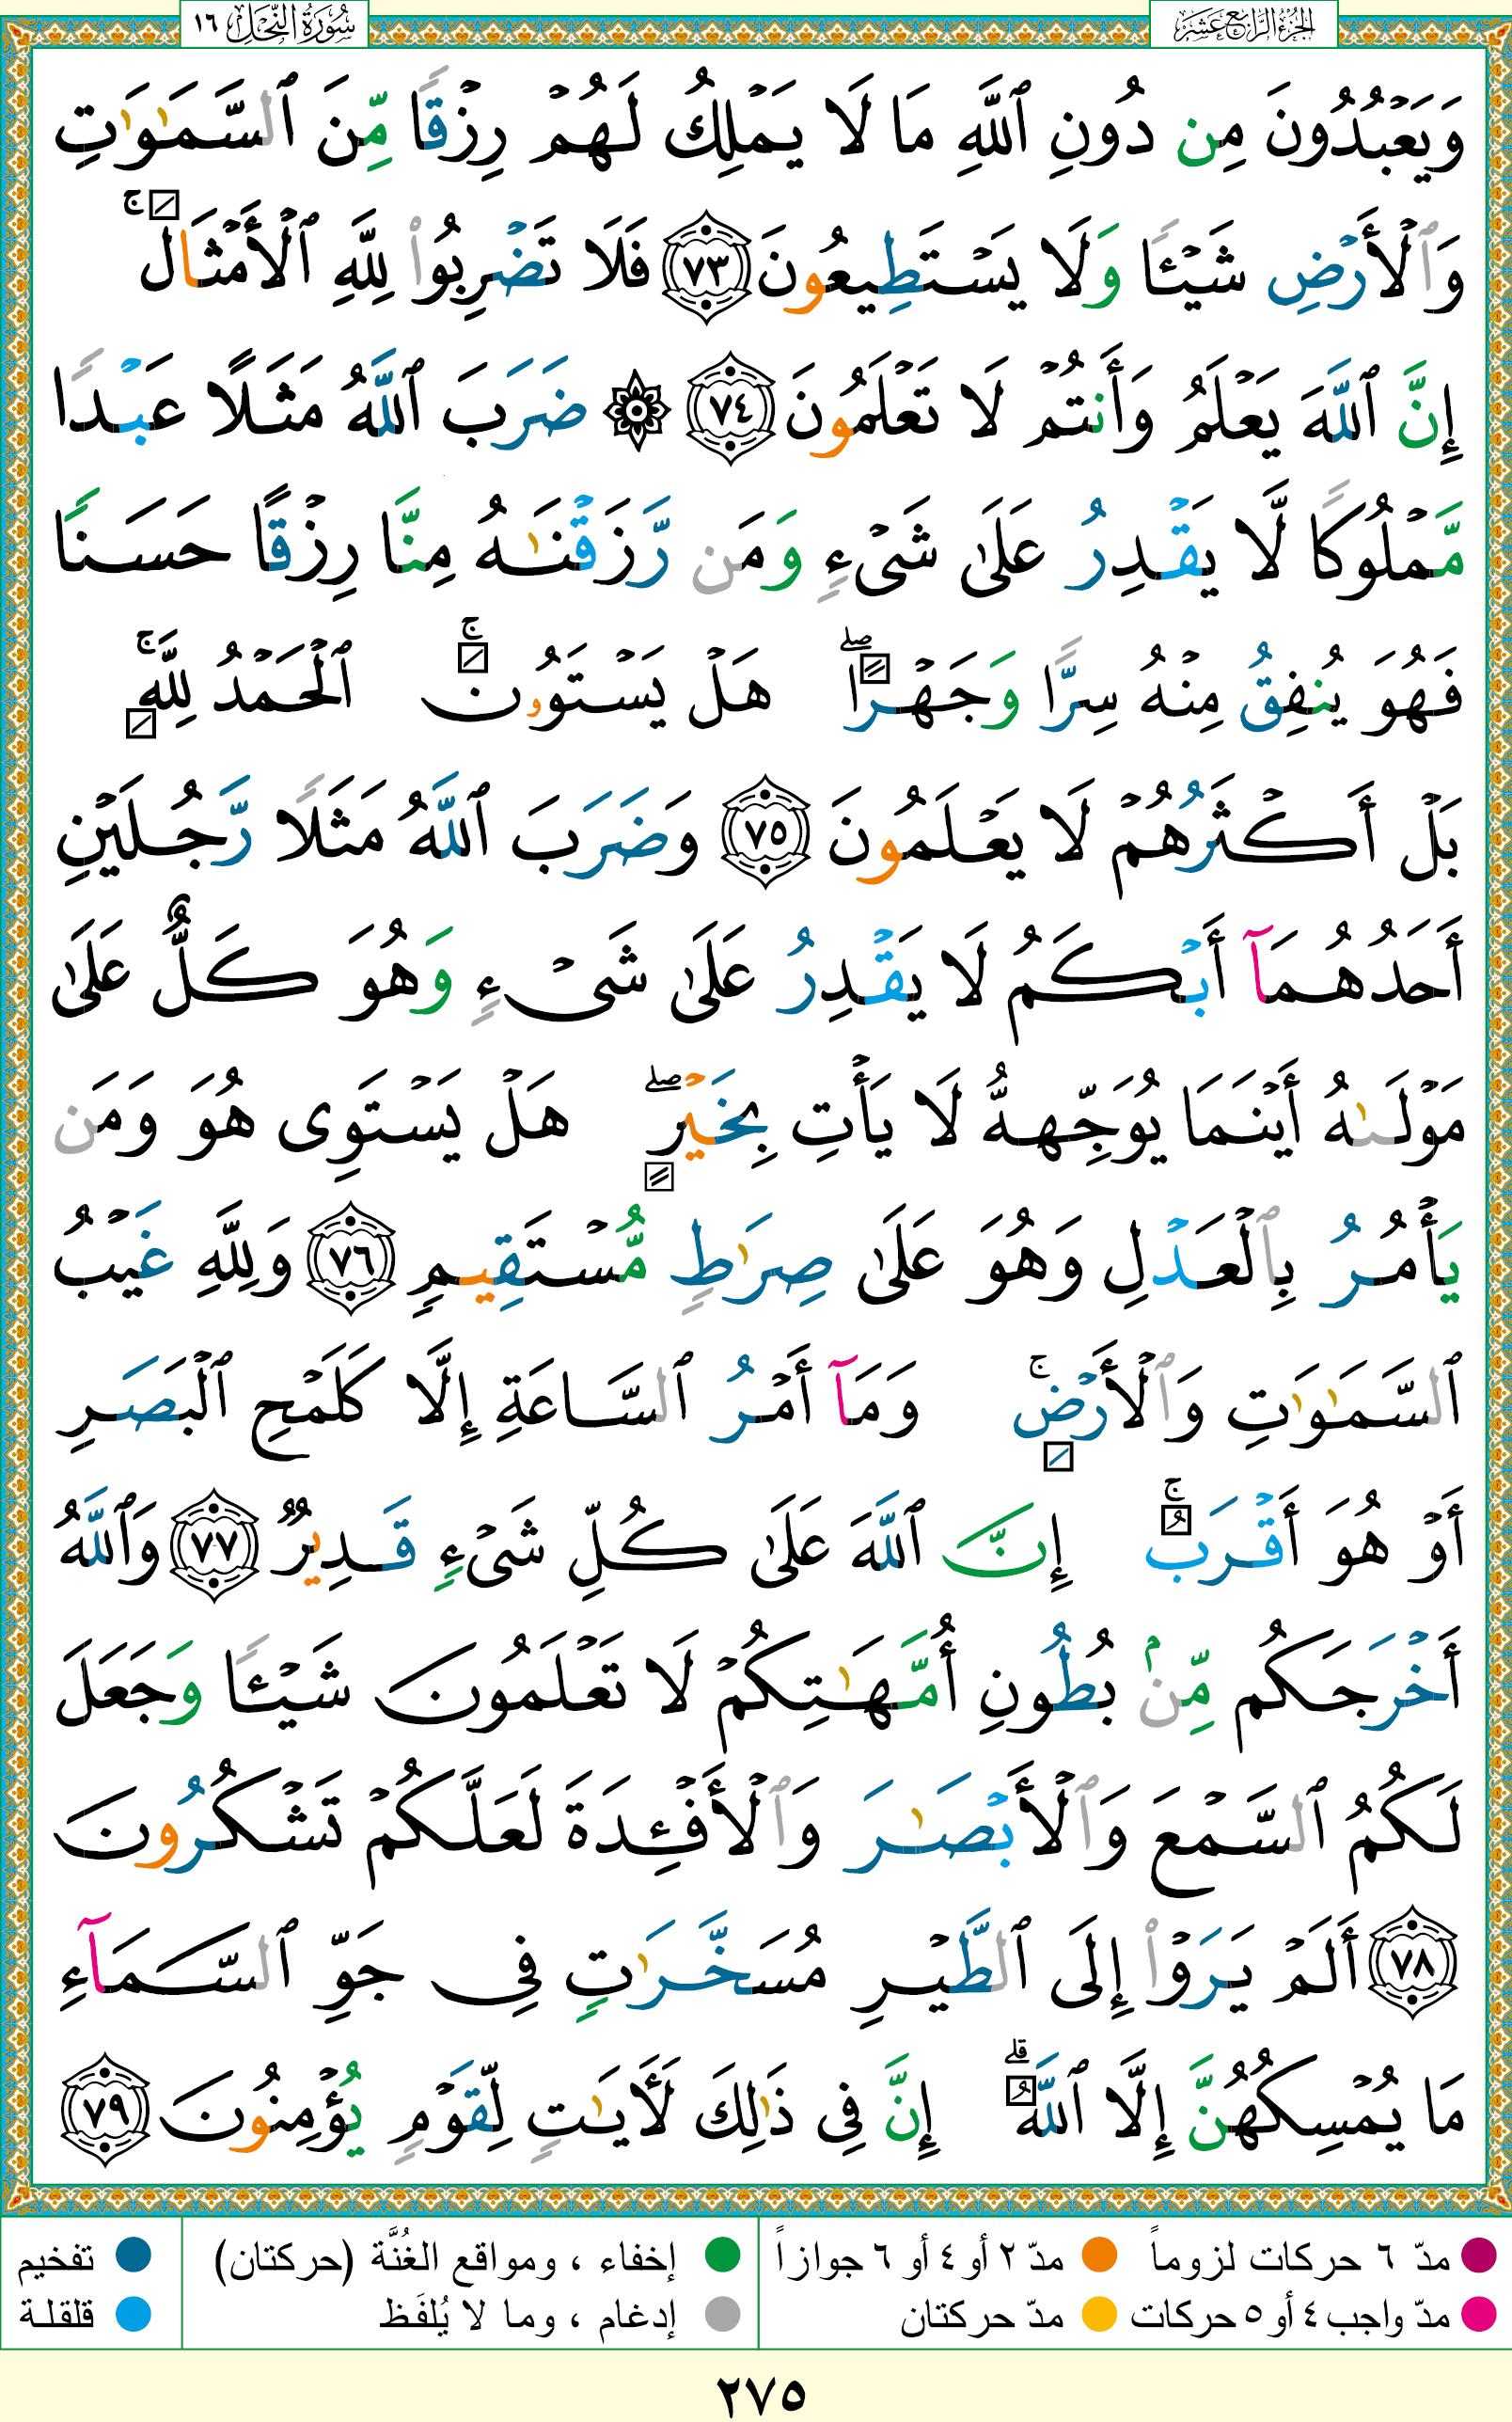 الجزء الرابع عشر
سورة النحل ١٦
وَيَعْبُدُونَ مِن دُونِ ٱللَّهِ مَا لَا يَمْلِكُ لَهُمْ رِزْقًا مِّنَ ٱلسَّمَٰوَٰتِ
وَٱلْأَرْضِ شَيْـًٔا وَلَا يَسْتَطِيعُونَ ٧٣ فَلَا تَضْرِبُوا۟ لِلَّهِ ٱلْأَمْثَالَ ۚ
إِنَّ ٱللَّهَ يَعْلَمُ وَأَنتُمْ لَا تَعْلَمُونَ ٧٤ ۞ ضَرَبَ ٱللَّهُ مَثَلًا عَبْدًا
مَّمْلُوكًا لَّا يَقْدِرُ عَلَىٰ شَىْءٍ وَمَن رَّزَقْنَٰهُ مِنَّا رِزْقًا حَسَنًا
فَهُوَ يُنفِقُ مِنْهُ سِرًّا وَجَهْرًا ۖ هَلْ يَسْتَوُۥنَ ۚ ٱلْحَمْدُ لِلَّهِ ۚ
بَلْ أَكْثَرُهُمْ لَا يَعْلَمُونَ ٧٥ وَضَرَبَ ٱللَّهُ مَثَلًا رَّجُلَيْنِ
أَحَدُهُمَآ أَبْكَمُ لَا يَقْدِرُ عَلَىٰ شَىْءٍ وَهُوَ كَلٌّ عَلَىٰ
مَوْلَىٰهُ أَيْنَمَا يُوَجِّههُّ لَا يَأْتِ بِخَيْرٍ ۖ هَلْ يَسْتَوِى هُوَ وَمَن
يَأْمُرُ بِٱلْعَدْلِ وَهُوَ عَلَىٰ صِرَٰطٍ مُّسْتَقِيمٍ ٧٦ وَلِلَّهِ غَيْبُ
ٱلسَّمَٰوَٰتِ وَٱلْأَرْضِ ۚ وَمَآ أَمْرُ ٱلسَّاعَةِ إِلَّا كَلَمْحِ ٱلْبَصَرِ
أَوْ هُوَ أَقْرَبُ ۚ إِنَّ ٱللَّهَ عَلَىٰ كُلِّ شَىْءٍ قَدِيرٌ ٧٧ وَٱللَّهُ
أَخْرَجَكُم مِّنۢ بُطُونِ أُمَّهَٰتِكُمْ لَا تَعْلَمُونَ شَيْـًٔا وَجَعَلَ
لَكُمُ ٱلسَّمْعَ وَٱلْأَبْصَٰرَ وَٱلْأَفْـِٔدَةَ لَعَلَّكُمْ تَشْكُرُونَ
٧٨ أَلَمْ يَرَوْا۟ إِلَى ٱلطَّيْرِ مُسَخَّرَٰتٍ فِى جَوِّ ٱلسَّمَآءِ
مَا يُمْسِكُهُنَّ إِلَّا ٱللَّهُ ۗ إِنَّ فِى ذَٰلِكَ لَـَٔايَٰتٍ لِّقَوْمٍ يُؤْمِنُونَ ٧٩
مدّ ٦ حركات لزوماً مدّ ٢ أو ٤ أو ٦ جوازاً إخفاء ، ومواقع الغُنَّة (حركتان) تفخيم
مدّ واجب ٤ أو ٥ حركات مدّ حركتان إدغام ، وما لا يُلفَظ قلقلة
٢٧٥